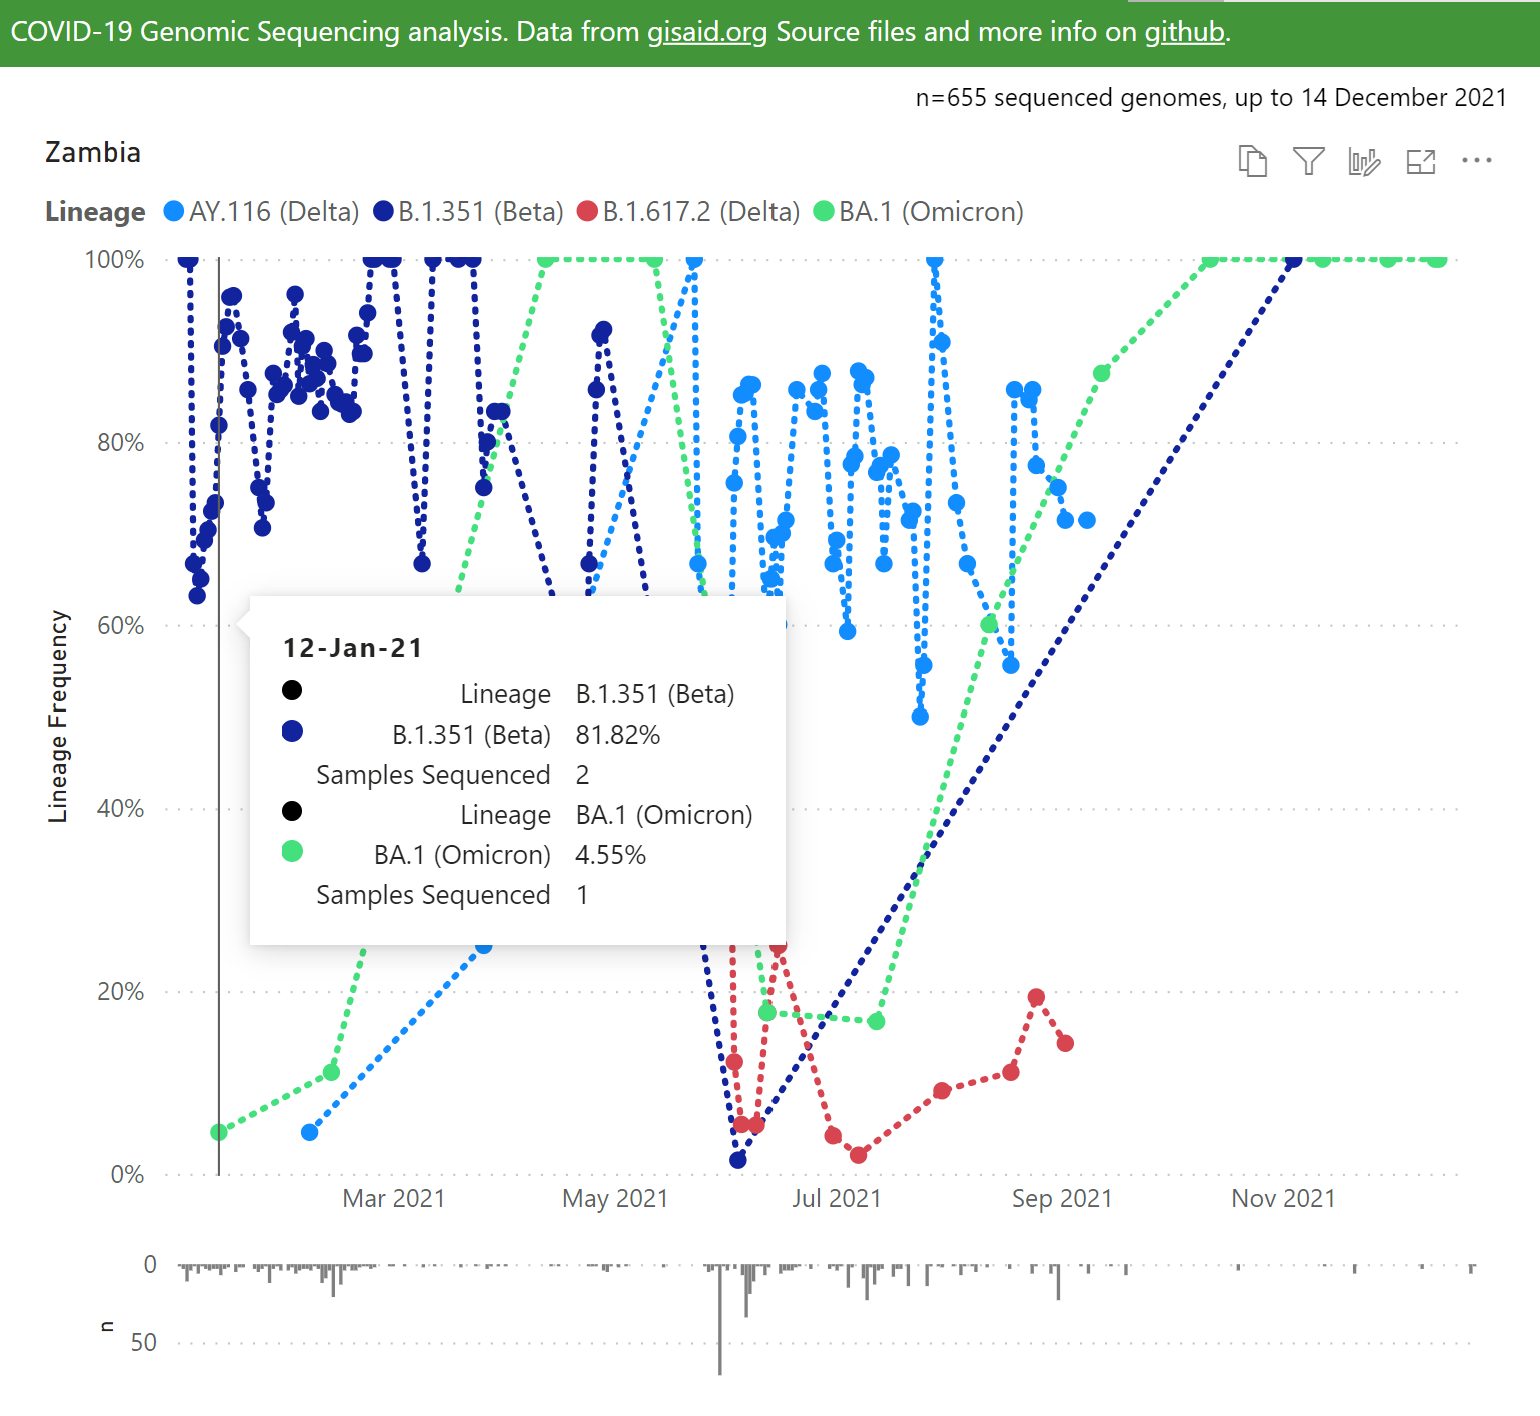 COVID-19 Genomic Sequencing analysis. Data from gisaid.org Source files and more info on github.
n=655 sequenced genomes, up to 14 December 2021
Zambia
Lineage AY.116 (Delta) B.1.351 (Beta) B.1.617.2 (Delta) BA.1 (Omicron)
100%
80%
60%
40%
20%
0%
Lineage Frequency
12-Jan-21
Lineage B.1.351 (Beta)
B.1.351 (Beta) 81.82%
Samples Sequenced 2
Lineage BA.1 (Omicron)
BA.1 (Omicron) 4.55%
Samples Sequenced 1
Mar 2021 May 2021 Jul 2021 Sep 2021 Nov 2021
0
n
50